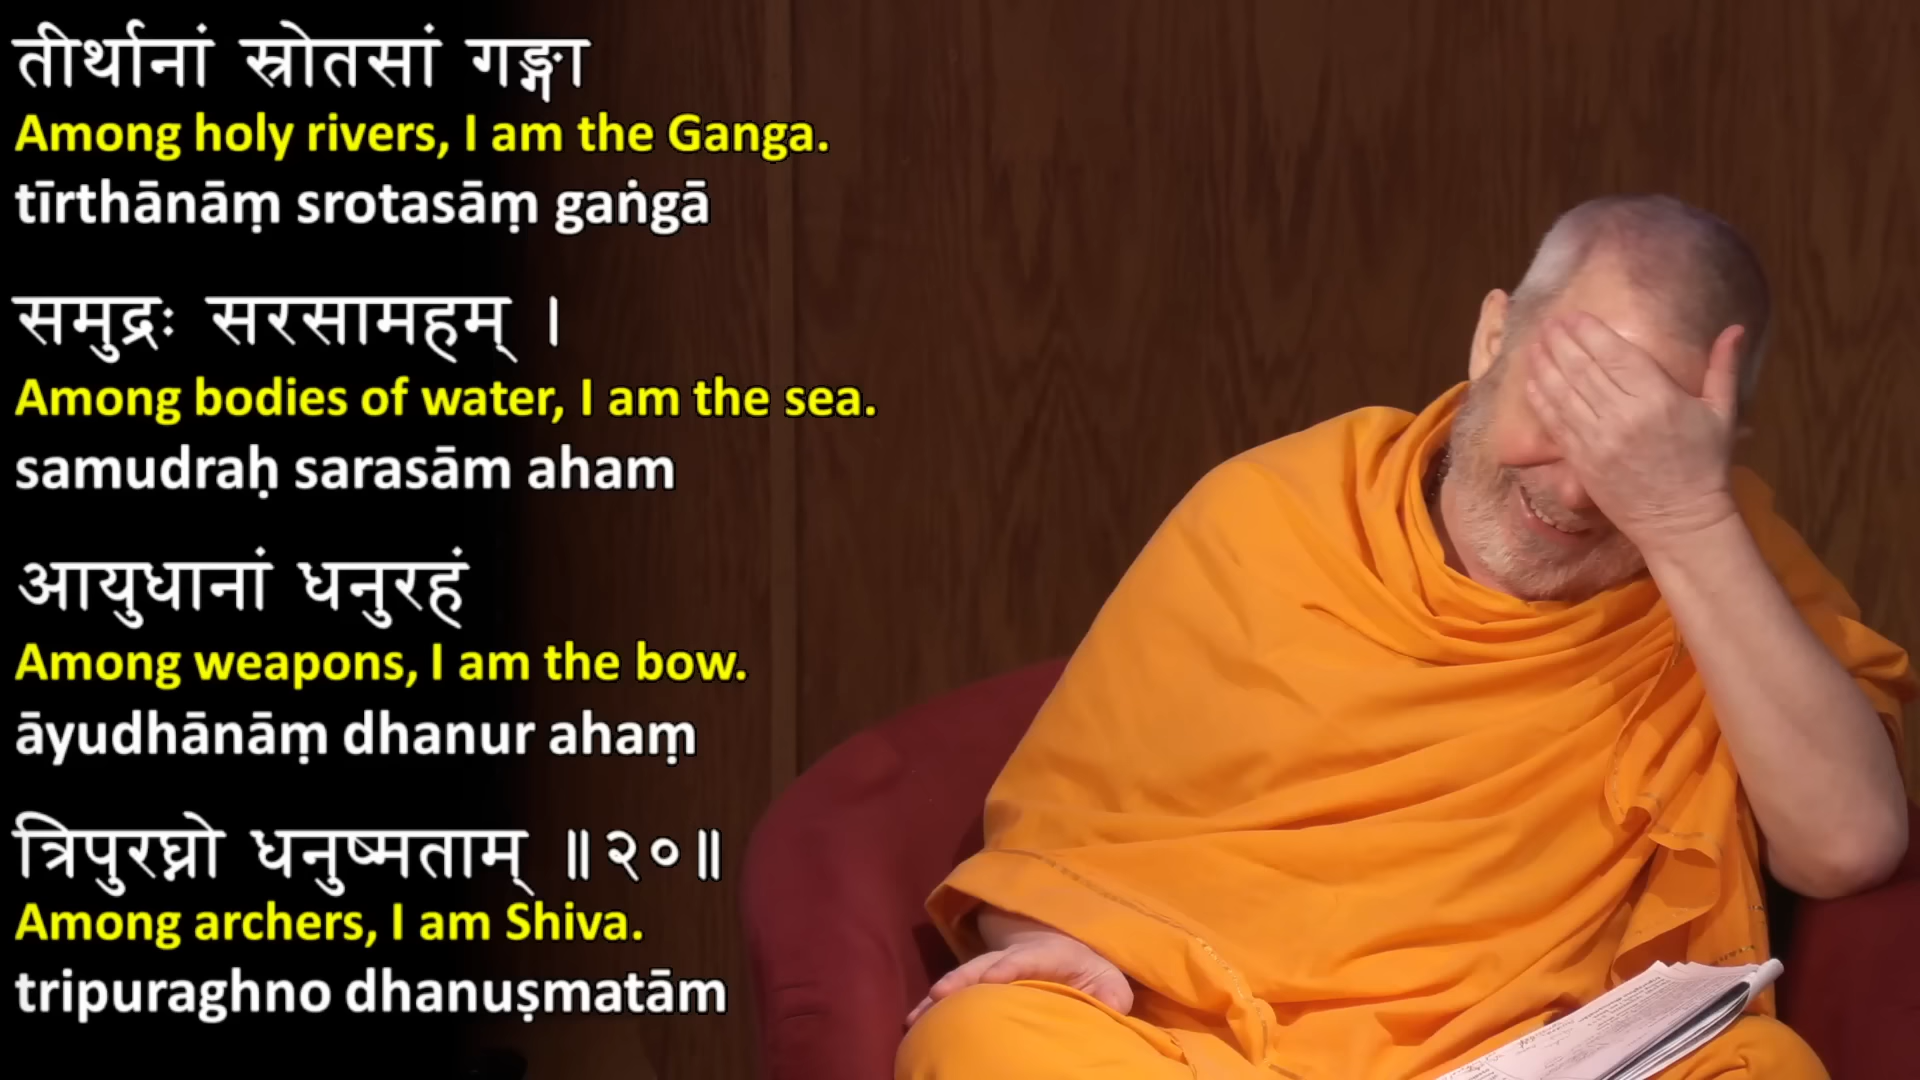 तीर्थानां स्रोतसां गङ्गा
Among holy rivers, I am the Ganga.
tīrthānāṃ srotasāṃ gaṅgā
समुद्रः सरसामहम् ।
Among bodies of water, I am the sea.
samudraḥ sarasām aham
आयुधानां धनुरहं
Among weapons, I am the bow.
āyudhānāṃ dhanur ahaṃ
त्रिपुरघ्नो धनुष्मताम् ॥२०॥
Among archers, I am Shiva.
tripuraghno dhanuṣmatām